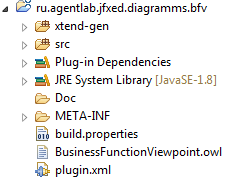 ru.agentlab.jfxed.diagramms.bfv
xtend-gen
src
Plug-in Dependencies
JRE System Library [JavaSE-1.8]
Doc
META-INF
build.properties
BusinessFunctionViewpoint.owl
plugin.xml